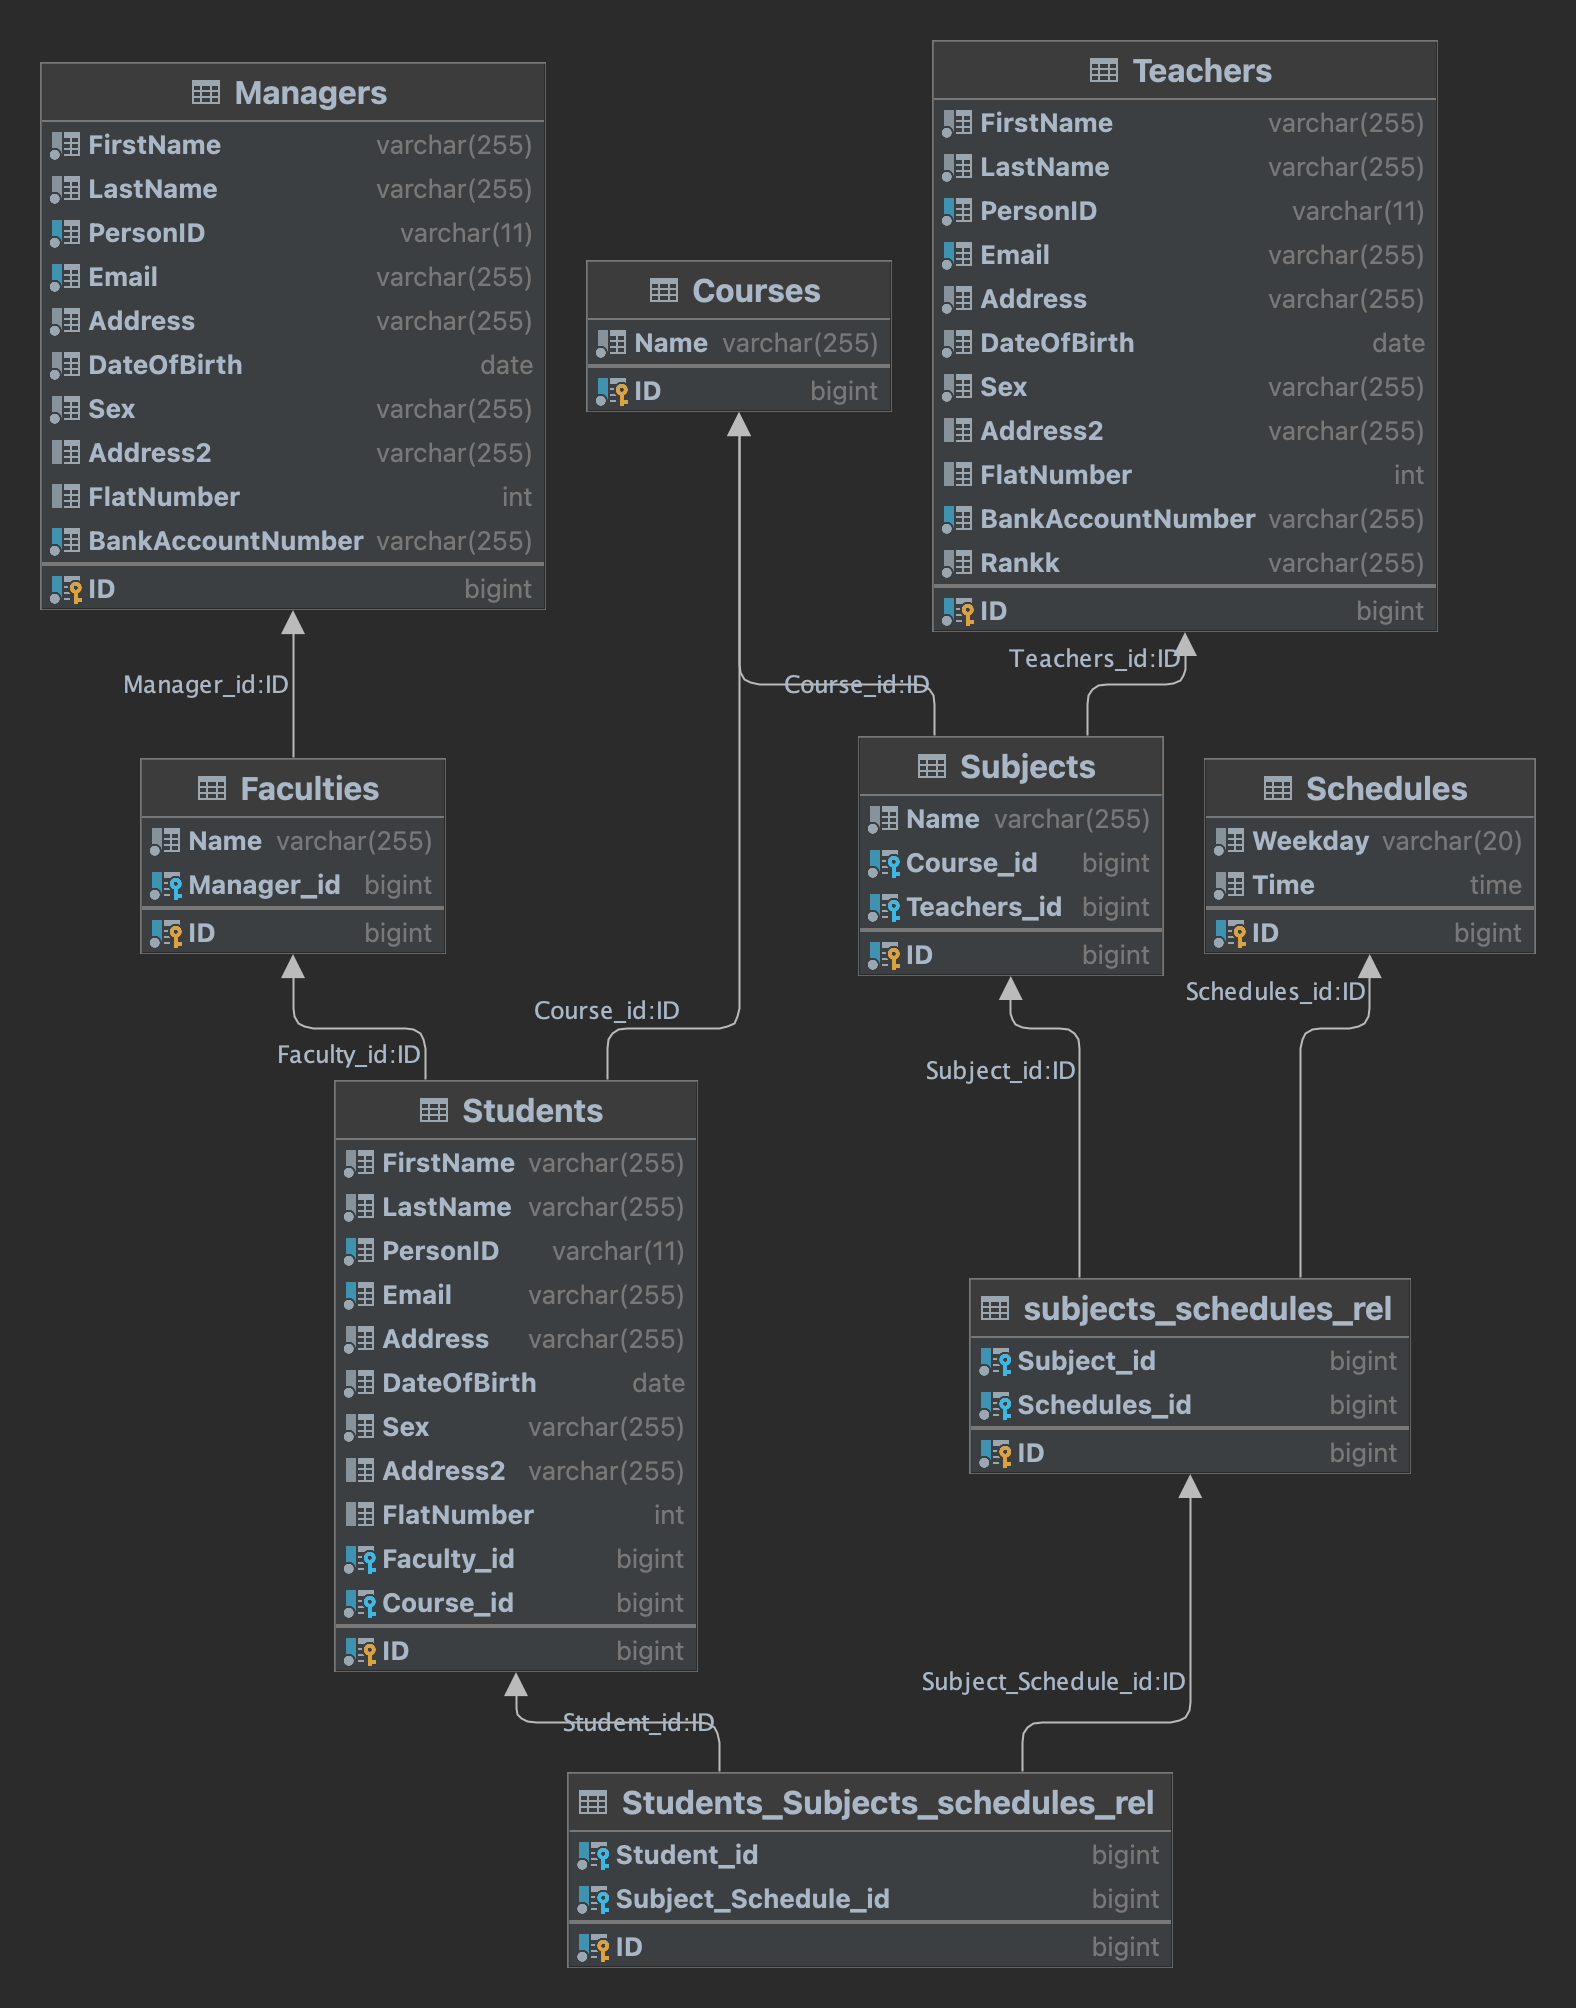 Managers
FirstName varchar(255)
LastName varchar(255)
PersonID varchar(11)
Email varchar(255)
Address varchar(255)
DateOfBirth date
Sex varchar(255)
Address2 varchar(255)
FlatNumber int
BankAccountNumber varchar(255)
ID bigint
Courses
Name varchar(255)
ID bigint
Teachers
FirstName varchar(255)
LastName varchar(255)
PersonID varchar(11)
Email varchar(255)
Address varchar(255)
DateOfBirth date
Sex varchar(255)
Address2 varchar(255)
FlatNumber int
BankAccountNumber varchar(255)
Rankk varchar(255)
ID bigint
Manager_id:ID
Course_id:ID
Teachers_id:ID
Faculties
Name varchar(255)
Manager_id bigint
ID bigint
Subjects
Name varchar(255)
Course_id bigint
Teachers_id bigint
ID bigint
Schedules
Weekday varchar(20)
Time time
ID bigint
Faculty_id:ID
Course_id:ID
Subject_id:ID
Schedules_id:ID
Students
FirstName varchar(255)
LastName varchar(255)
PersonID varchar(11)
Email varchar(255)
Address varchar(255)
DateOfBirth date
Sex varchar(255)
Address2 varchar(255)
FlatNumber int
Faculty_id bigint
Course_id bigint
ID bigint
subjects_schedules_rel
Subject_id bigint
Schedules_id bigint
ID bigint
Student_id:ID
Subject_Schedule_id:ID
Students_Subjects_schedules_rel
Student_id bigint
Subject_Schedule_id bigint
ID bigint